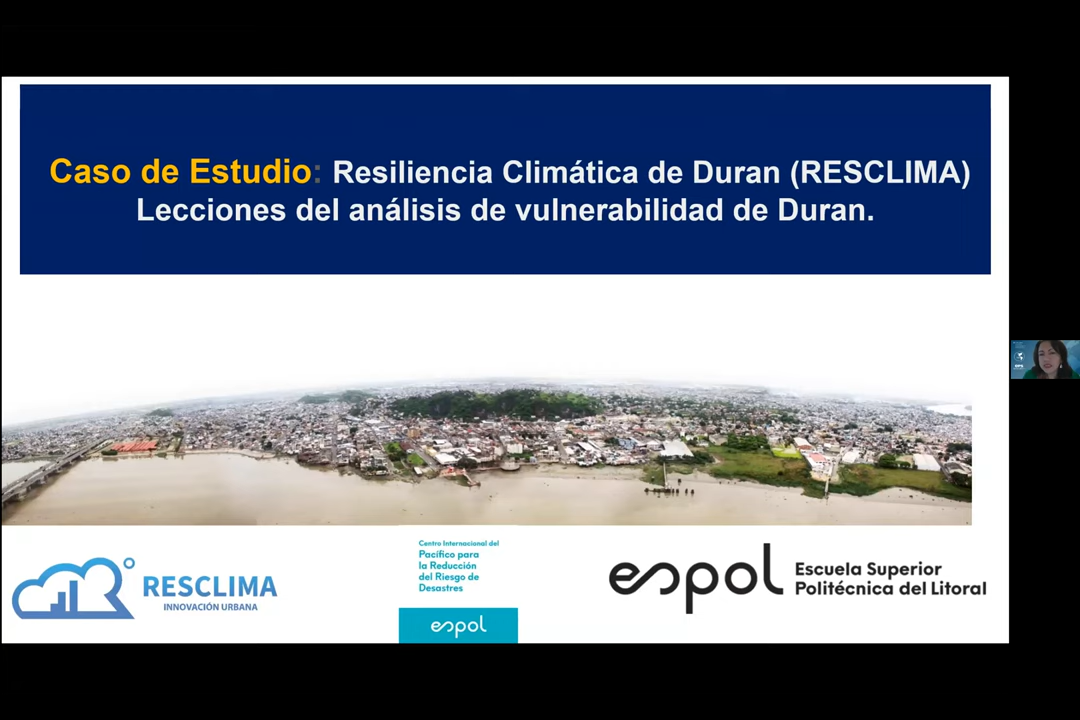 Caso de Estudio: Resiliencia Climática de Duran (RESCLIMA)
Lecciones del análisis de vulnerabilidad de Duran.
Centro Internacional del
Pacífico para
la Reducción
del Riesgo de
Desastres
espol
RESCLIMA
INNOVACIÓN URBANA
espol
Escuela Superior
Politécnica del Litoral
OPS